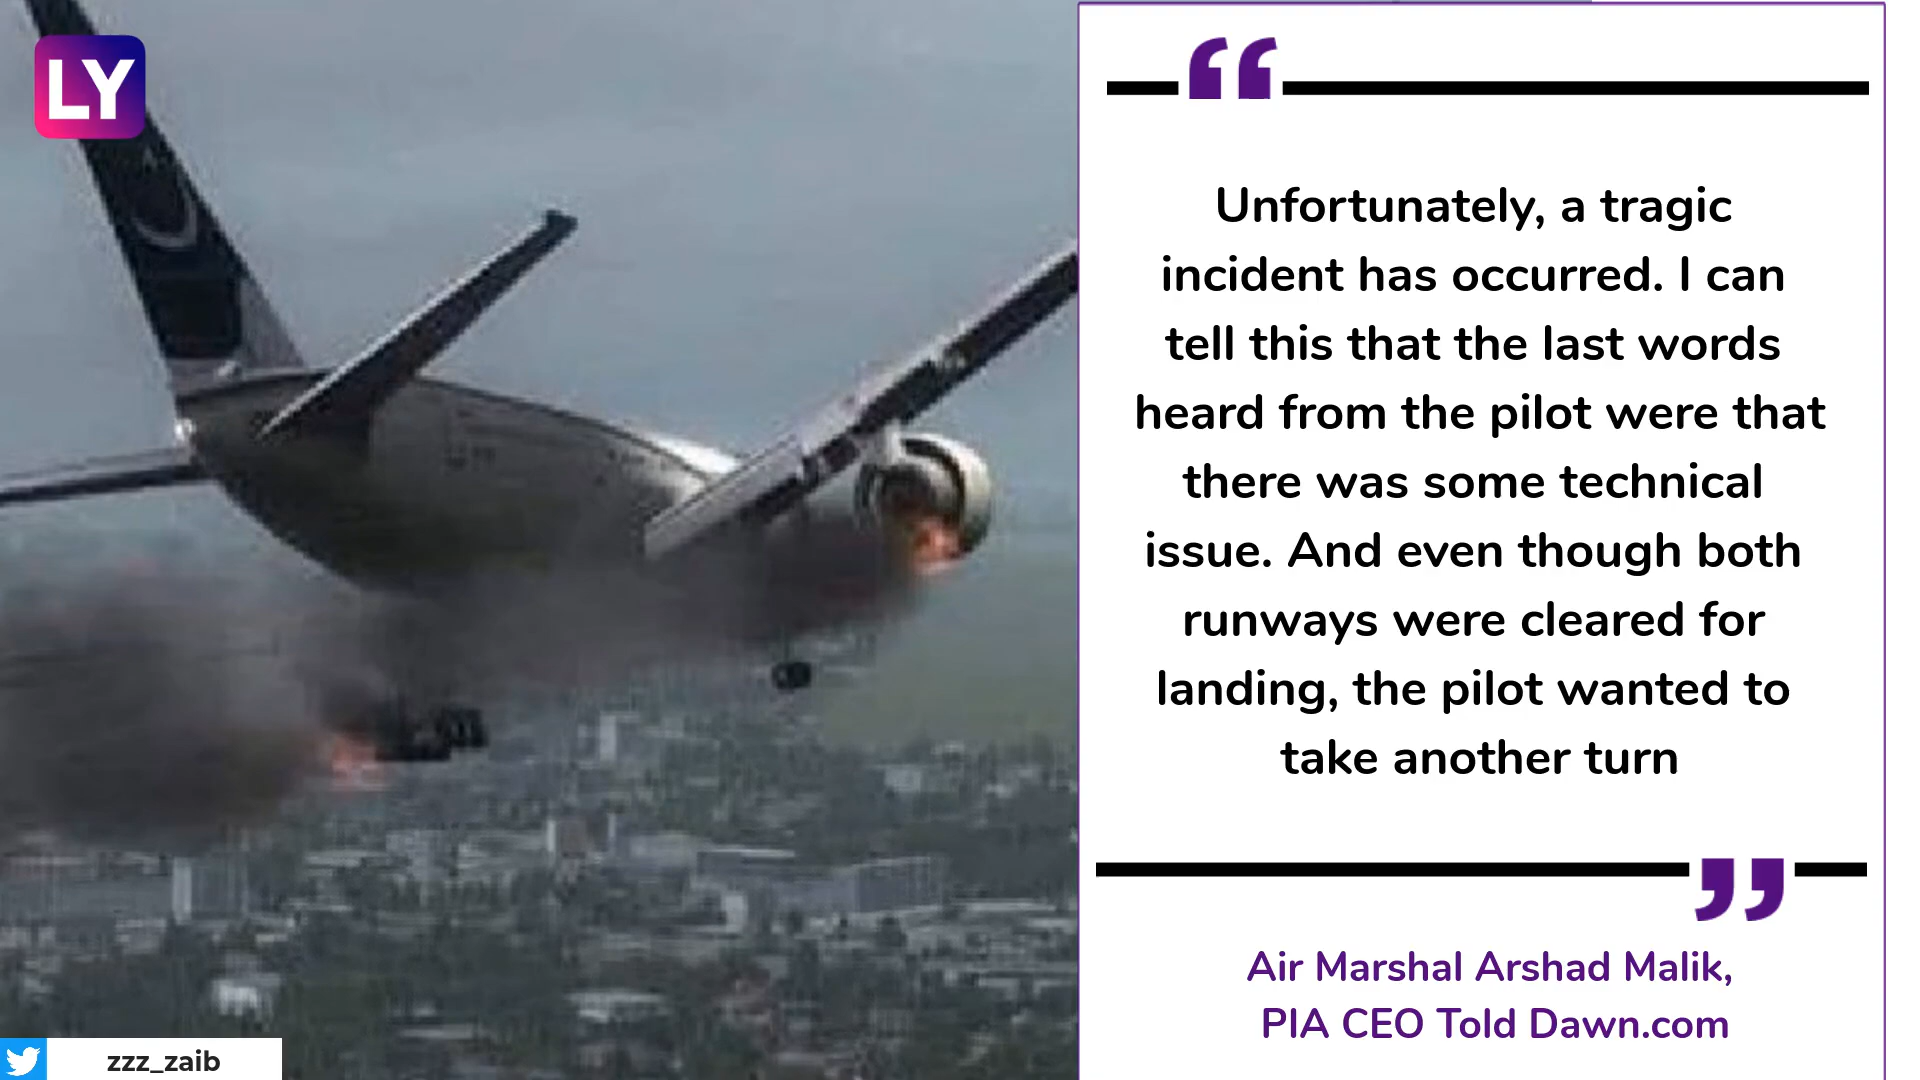 LY
Unfortunately, a tragic
incident has occurred. I can
tell this that the last words
heard from the pilot were that
there was some technical
issue. And even though both
runways were cleared for
landing, the pilot wanted to
take another turn
Air Marshal Arshad Malik,
PIA CEO Told Dawn.com
zzz_zaib